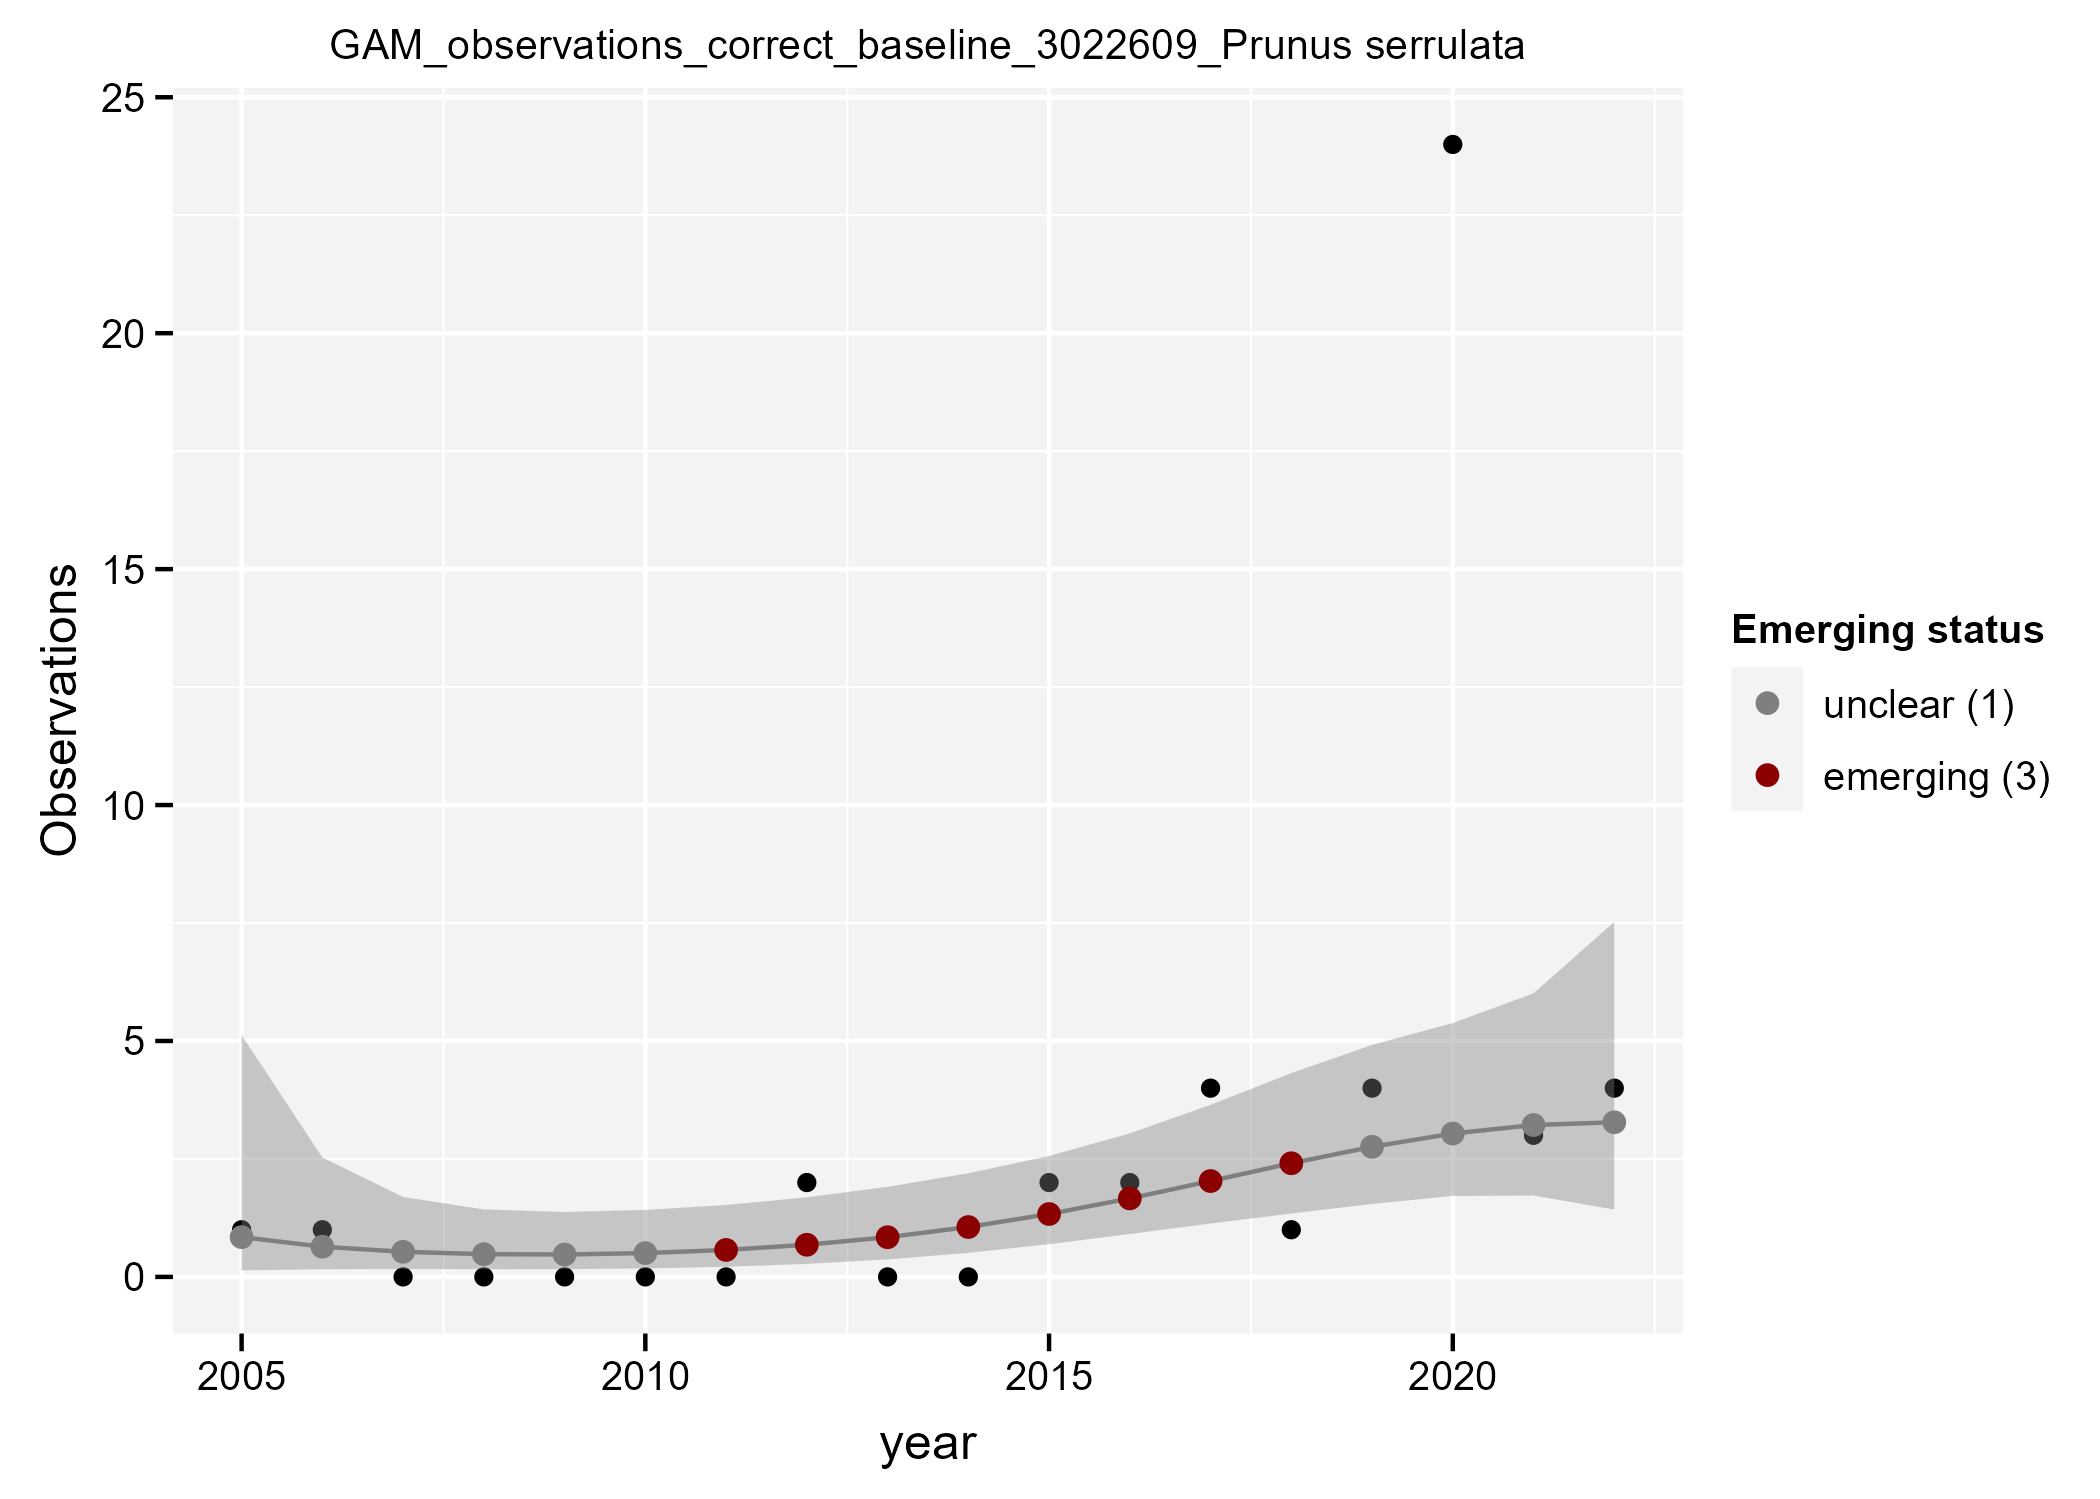 GAM_observations_correct_baseline_3022609_Prunus serrulata
25
20
15
10
5
0
Observations
2005
2010
2015
2020
year
Emerging status
unclear (1)
emerging (3)